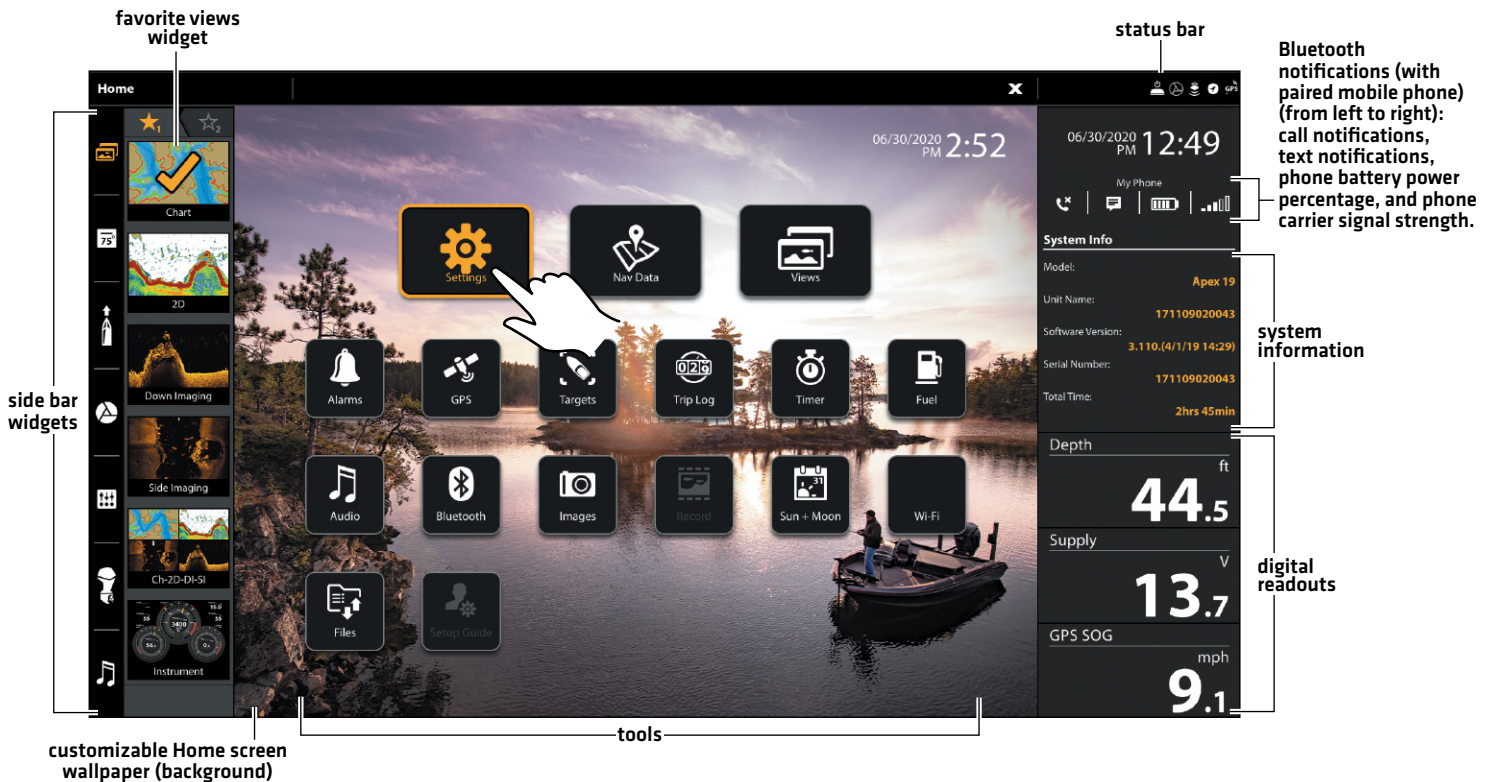 favorite views
widget
status bar
Bluetooth
notifications (with
paired mobile phone)
(from left to right):
call notifications,
text notifications,
phone battery power
percentage, and phone
carrier signal strength.
Home
X
GPS
1
2
06/30/2020
PM 2:52
06/30/2020
PM 12:49
My Phone
Chart
75°
2D
Down Imaging
Side Imaging
Ch-2D-DI-SI
Instrument
side bar
widgets
Settings
Nav Data
Views
Alarms
GPS
Targets
Trip Log
Timer
Fuel
Audio
Bluetooth
Images
Record
31
Sun + Moon
Wi-Fi
Files
Setup Guide
System Info
Model:
Apex 19
Unit Name:
171109020043
Software Version:
3.110.(4/1/19 14:29)
Serial Number:
171109020043
Total Time:
2hrs 45min
system
information
Depth
ft
44.5
Supply
V
13.7
GPS SOG
mph
9.1
digital
readouts
tools
customizable Home screen
wallpaper (background)